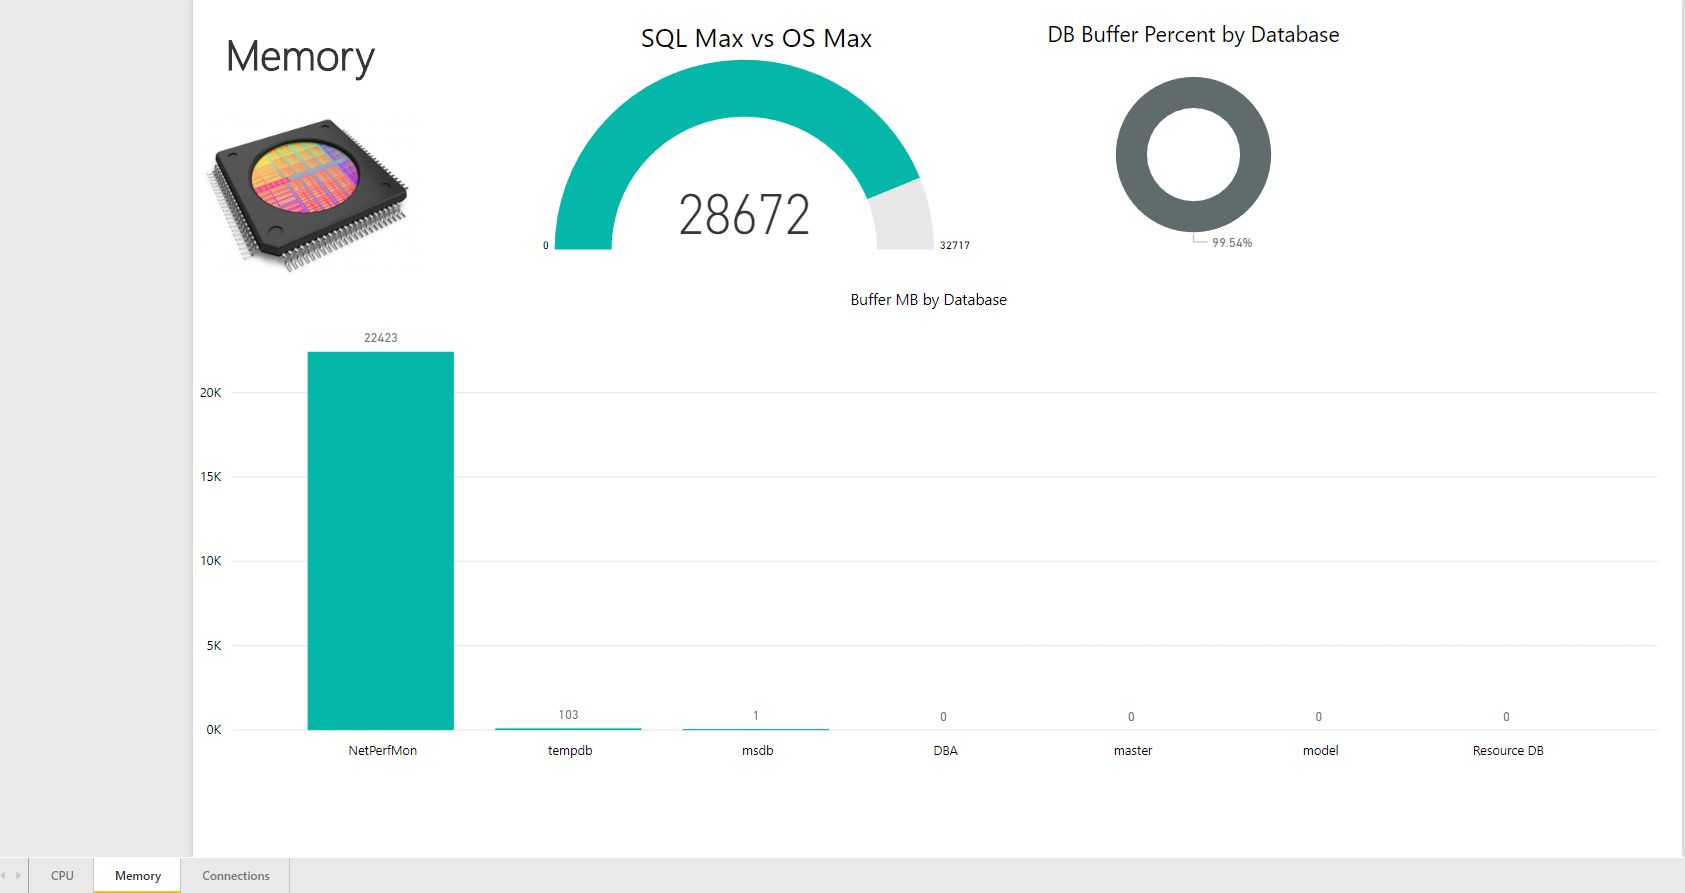 Memory
SQL Max vs OS Max
28672
0
32717
DB Buffer Percent by Database
99.54%
Buffer MB by Database
22423
20K
15K
10K
5K
0K
103
1
0
0
0
0
NetPerfMon
tempdb
msdb
DBA
master
model
Resource DB
CPU
Memory
Connections